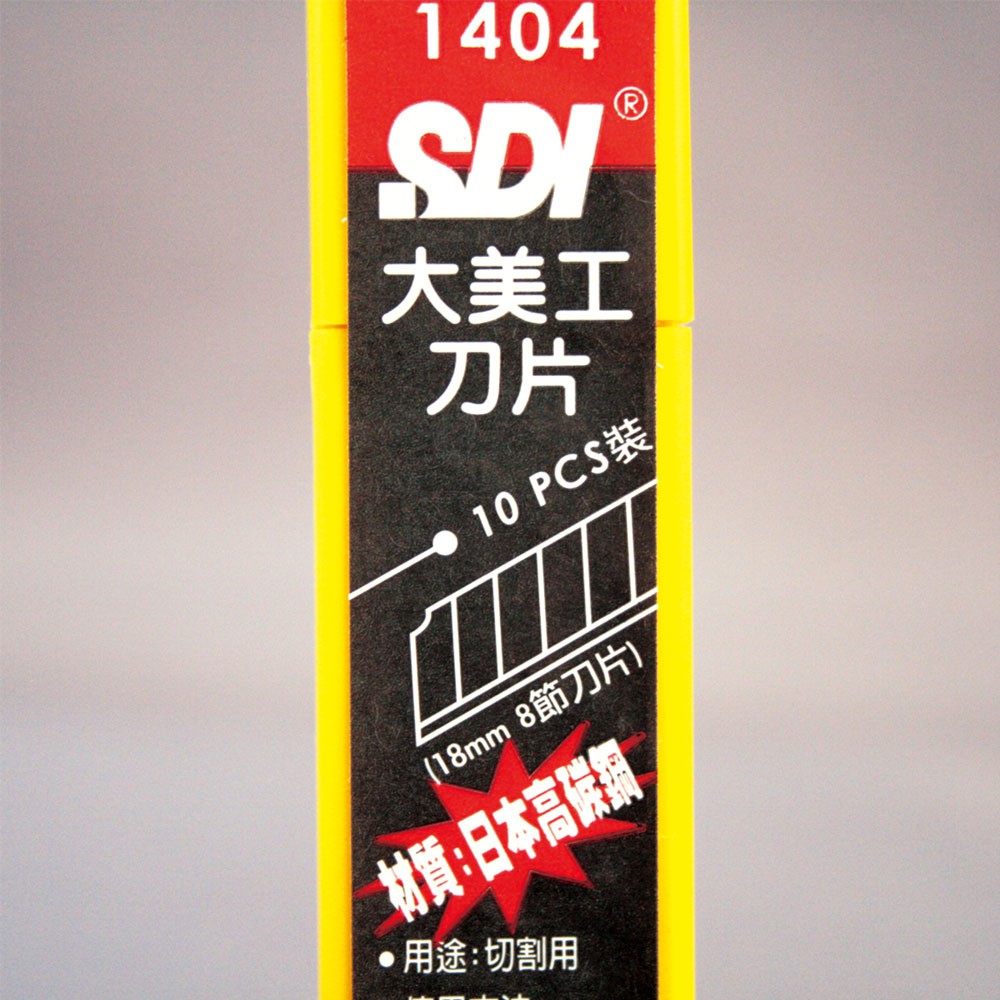 1404
SDI®
大美工
刀片
10 PCS裝
(18mm 8節刀片)
材質:日本高碳鋼
•用途:切割用